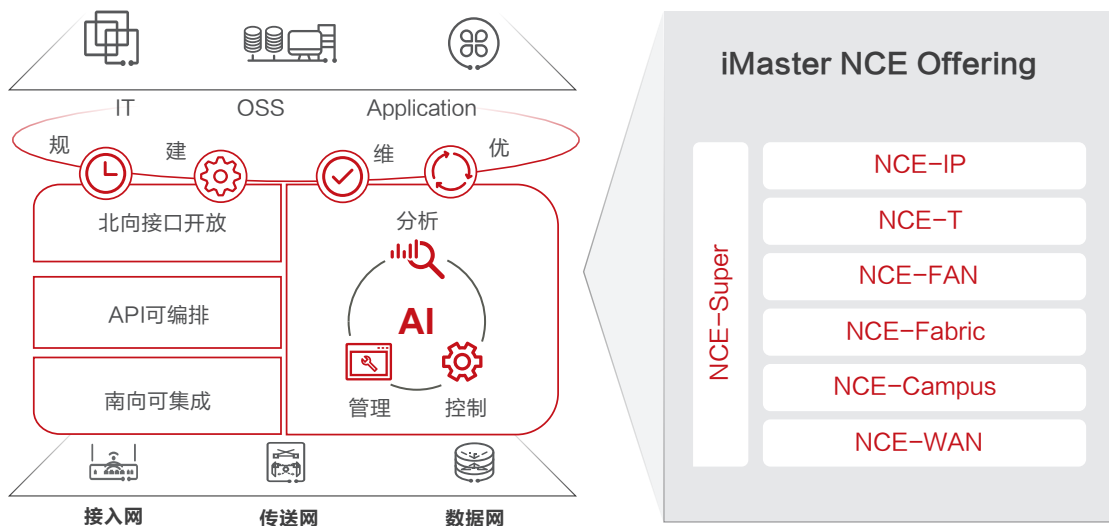 IT
OSS
Application
规
建
维
优
北向接口开放
API可编排
南向可集成
分析
AI
管理
控制
接入网
传送网
数据网
iMaster NCE Offering
NCE-Super
NCE-IP
NCE-T
NCE-FAN
NCE-Fabric
NCE-Campus
NCE-WAN